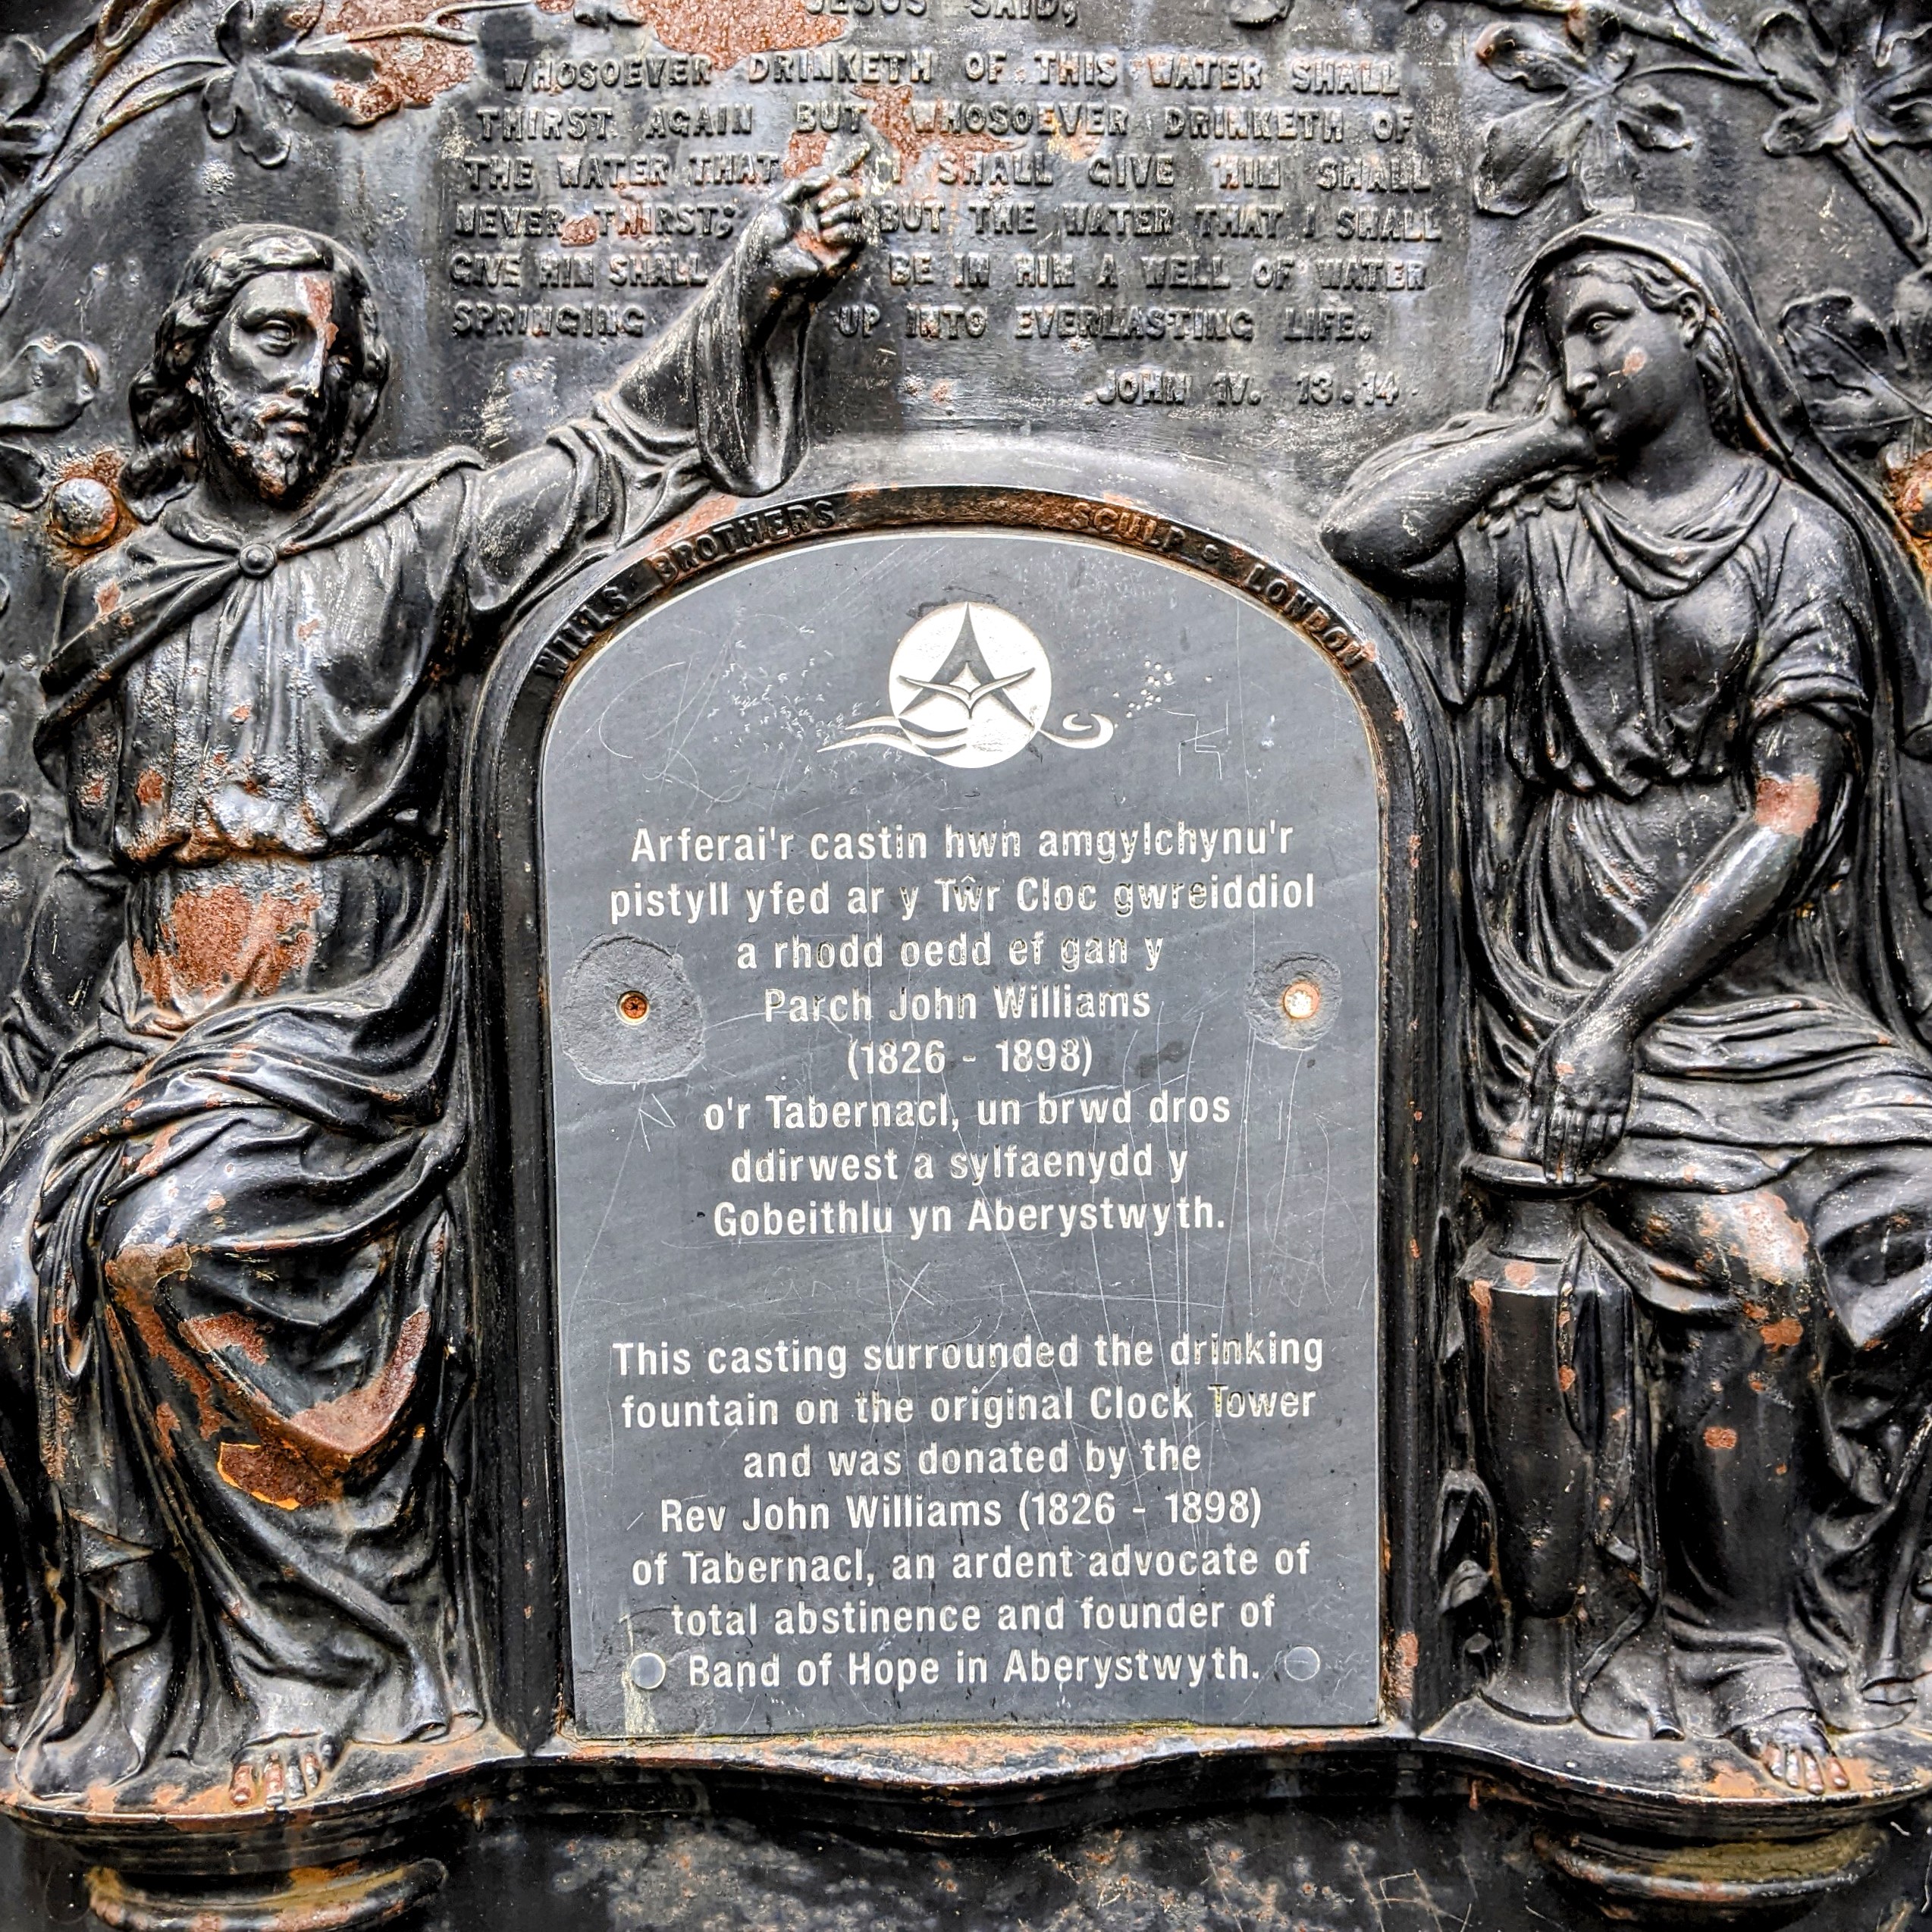 JESUS SAID,
WHOSOEVER DRINKETH OF THIS WATER SHALL
THIRST AGAIN BUT WHOSOEVER DRINKETH OF
THE WATER THAT I SHALL GIVE HIM SHALL
NEVER THIRST; BUT THE WATER THAT I SHALL
GIVE HIM SHALL BE IN HIM A WELL OF WATER
SPRINGING UP INTO EVERLASTING LIFE.
JOHN IV. 13.14
WILLS BROTHERS SCULP. LONDON
Arferai'r castin hwn amgylchynu'r
pistyll yfed ar y Tŵr Cloc gwreiddiol
a rhodd oedd ef gan y
Parch John Williams
(1826 - 1898)
o'r Tabernacl, un brwd dros
ddirwest a sylfaenydd y
Gobeithlu yn Aberystwyth.
This casting surrounded the drinking
fountain on the original Clock Tower
and was donated by the
Rev John Williams (1826 - 1898)
of Tabernacl, an ardent advocate of
total abstinence and founder of
Band of Hope in Aberystwyth.